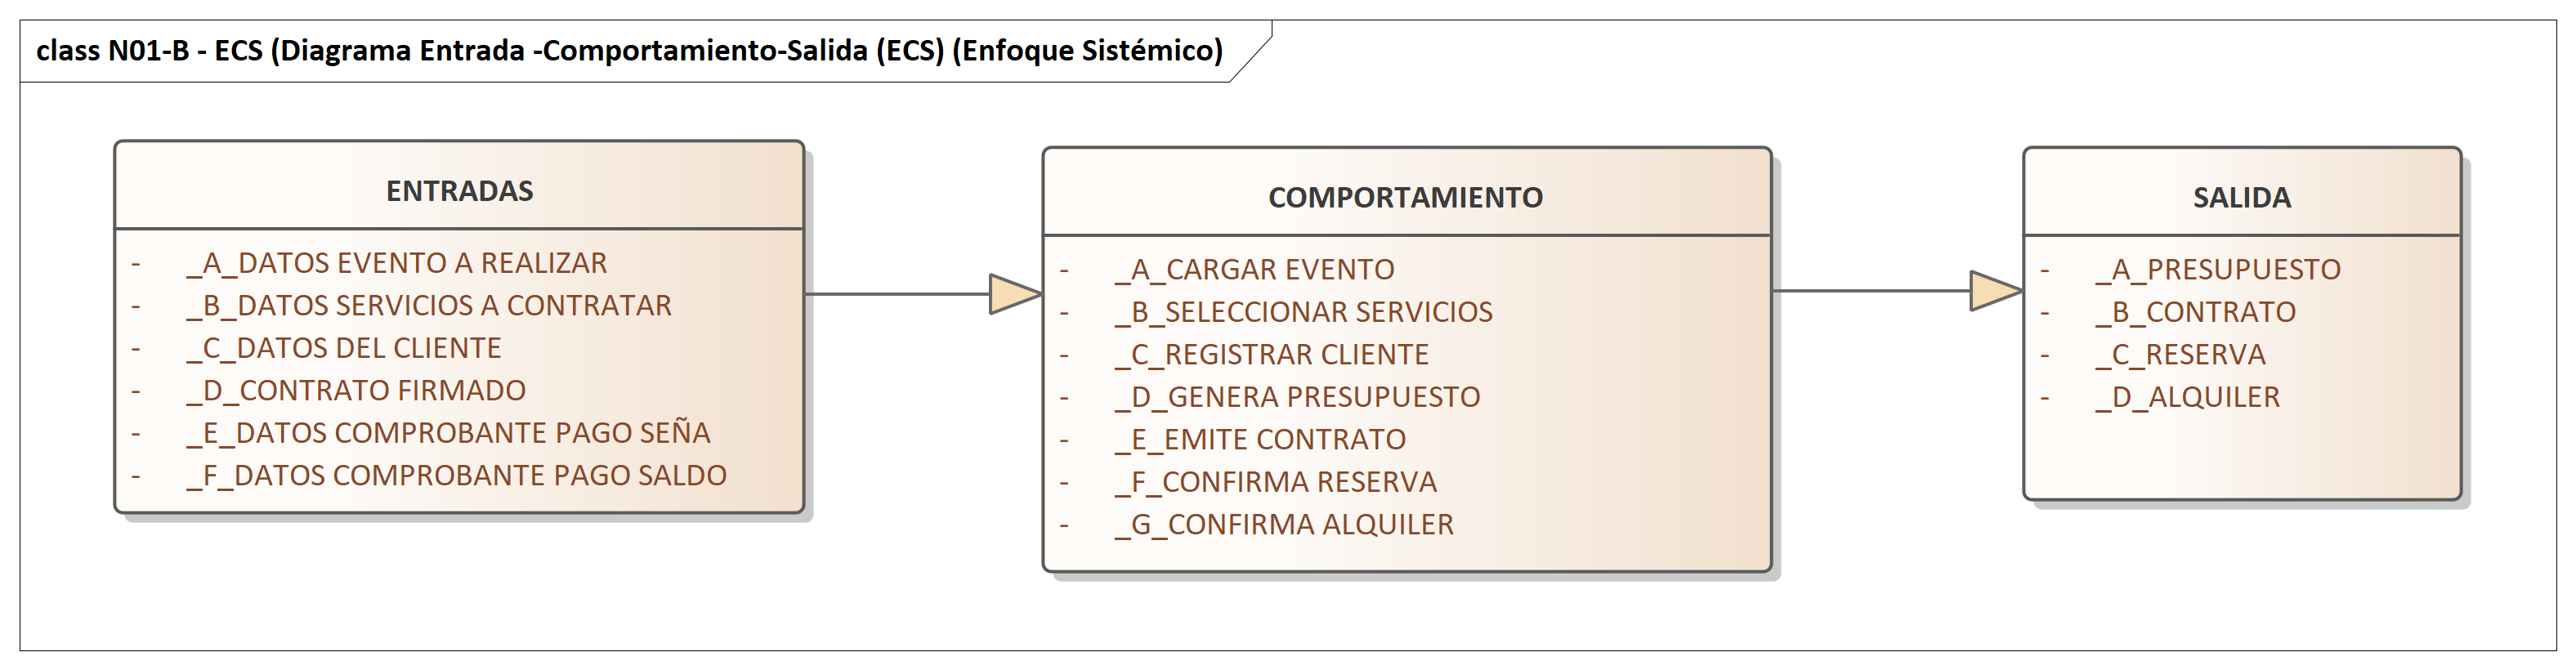 class N01-B - ECS (Diagrama Entrada -Comportamiento-Salida (ECS) (Enfoque Sistémico)
ENTRADAS
- _A_DATOS EVENTO A REALIZAR
- _B_DATOS SERVICIOS A CONTRATAR
- _C_DATOS DEL CLIENTE
- _D_CONTRATO FIRMADO
- _E_DATOS COMPROBANTE PAGO SEÑA
- _F_DATOS COMPROBANTE PAGO SALDO
COMPORTAMIENTO
- _A_CARGAR EVENTO
- _B_SELECCIONAR SERVICIOS
- _C_REGISTRAR CLIENTE
- _D_GENERA PRESUPUESTO
- _E_EMITE CONTRATO
- _F_CONFIRMA RESERVA
- _G_CONFIRMA ALQUILER
SALIDA
- _A_PRESUPUESTO
- _B_CONTRATO
- _C_RESERVA
- _D_ALQUILER